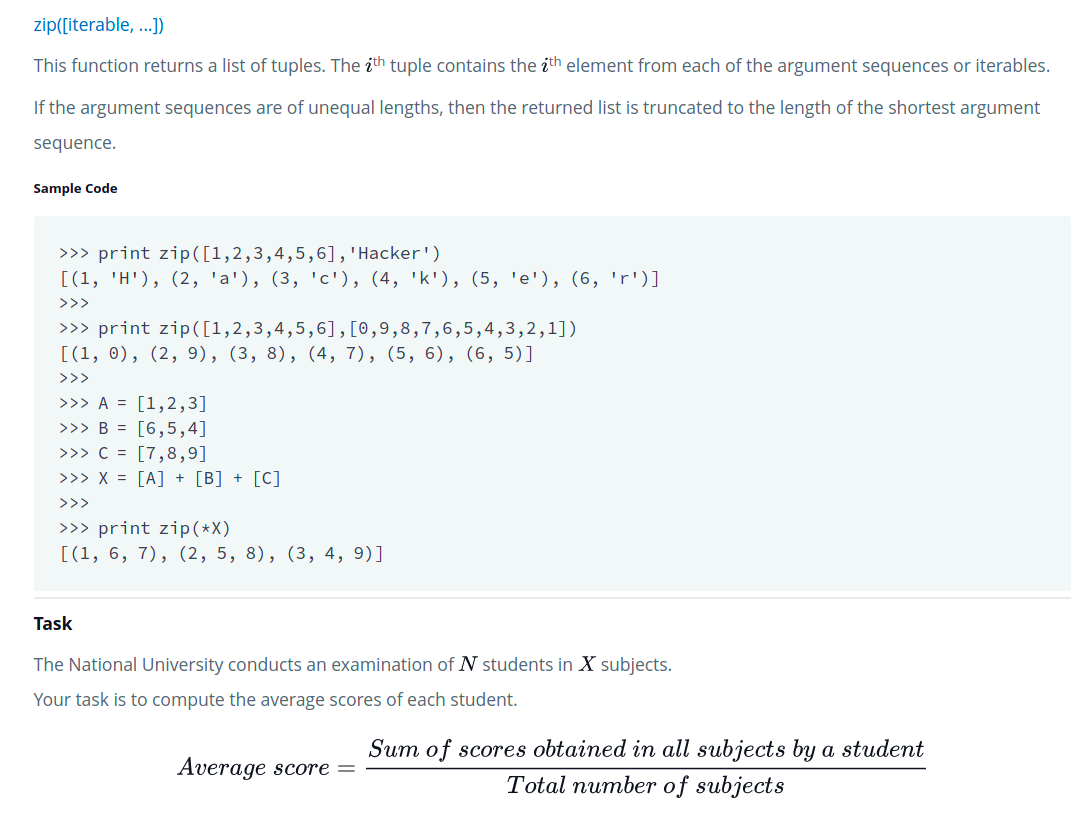 zip([iterable, ...])
This function returns a list of tuples. The ith tuple contains the ith element from each of the argument sequences or iterables.
If the argument sequences are of unequal lengths, then the returned list is truncated to the length of the shortest argument
sequence.
Sample Code
>>> print zip([1,2,3,4,5,6],'Hacker')
[(1, 'H'), (2, 'a'), (3, 'c'), (4, 'k'), (5, 'e'), (6, 'r')]
>>>
>>> print zip([1,2,3,4,5,6],[0,9,8,7,6,5,4,3,2,1])
[(1, 0), (2, 9), (3, 8), (4, 7), (5, 6), (6, 5)]
>>>
>>> A = [1,2,3]
>>> B = [6,5,4]
>>> C = [7,8,9]
>>> X = [A] + [B] + [C]
>>>
>>> print zip(*X)
[(1, 6, 7), (2, 5, 8), (3, 4, 9)]
Task
The National University conducts an examination of N students in X subjects.
Your task is to compute the average scores of each student.
Average score =
Sum of scores obtained in all subjects by a student
Total number of subjects